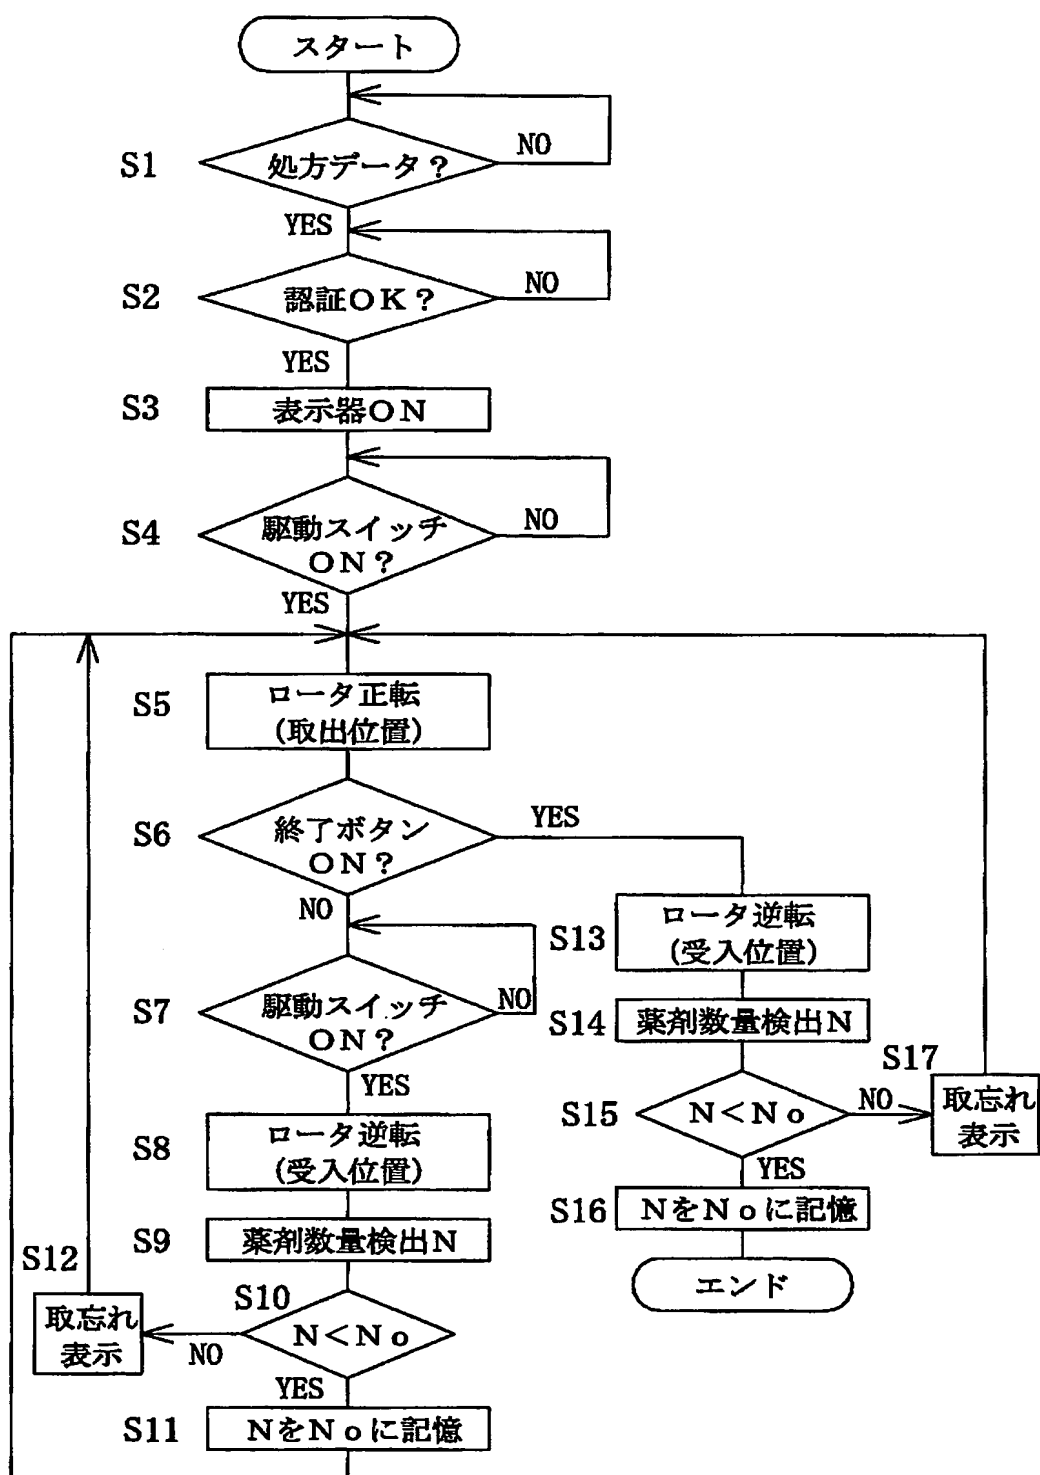 スタート
NO
S1
処方データ?
YES
NO
S2
認証OK?
YES
S3
表示器ON
NO
S4
駆動スイッチ
ON?
YES
S5
ロータ正転
(取出位置)
S6
終了ボタン
ON?
YES
NO
S7
駆動スイッチ
ON?
NO
YES
S8
ロータ逆転
(受入位置)
S9
薬剤数量検出N
S10
N<No
NO
YES
S12
取忘れ
表示
S11
NをNoに記憶
S13
ロータ逆転
(受入位置)
S14
薬剤数量検出N
S15
N<No
NO
YES
S17
取忘れ
表示
S16
NをNoに記憶
エンド